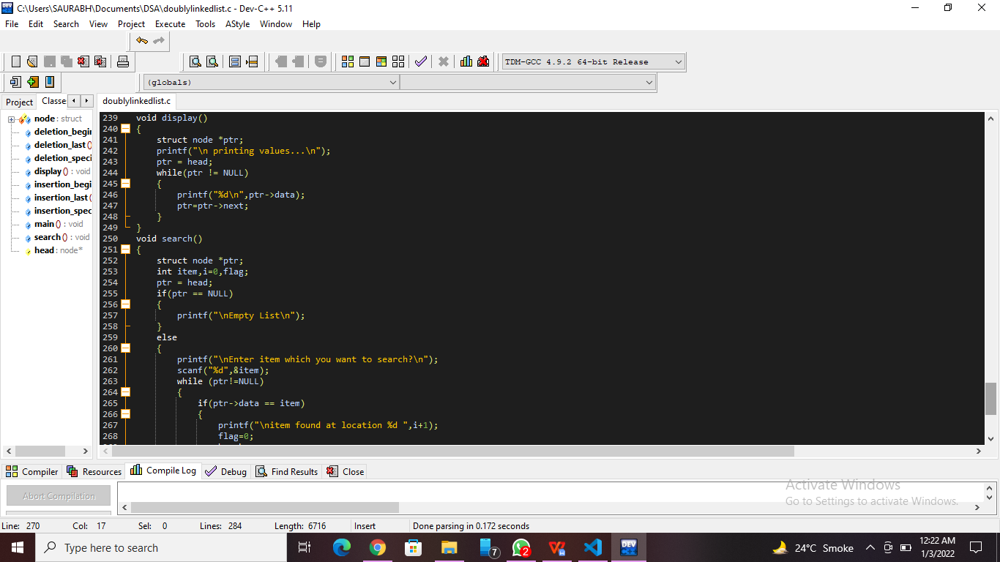 C:\Users\SAURABH\Documents\DSA\doublylinkedlist.c - Dev-C++ 5.11
File Edit Search View Project Execute Tools AStyle Window Help
TDM-GCC 4.9.2 64-bit Release
(globals)
Project Classe
doublylinkedlist.c
node : struct
deletion_begin
deletion_last ()
deletion_speci
display () : void
insertion_begi
insertion_last (
insertion_spec
main () : void
search () : void
head : node*
239 void display()
240 {
241 struct node *ptr;
242 printf("\n printing values...\n");
243 ptr = head;
244 while(ptr != NULL)
245 {
246 printf("%d\n",ptr->data);
247 ptr=ptr->next;
248 }
249 }
250 void search()
251 {
252 struct node *ptr;
253 int item,i=0,flag;
254 ptr = head;
255 if(ptr == NULL)
256 {
257 printf("\nEmpty List\n");
258 }
259 else
260 {
261 printf("\nEnter item which you want to search?\n");
262 scanf("%d",&item);
263 while (ptr!=NULL)
264 {
265 if(ptr->data == item)
266 {
267 printf("\nitem found at location %d ",i+1);
268 flag=0;
Compiler Resources Compile Log Debug Find Results Close
Abort Compilation
Activate Windows
Go to Settings to activate Windows.
Line: 270 Col: 17 Sel: 0 Lines: 284 Length: 6716 Insert Done parsing in 0.172 seconds
Type here to search
7
2
DEV
24°C Smoke
12:22 AM
1/3/2022